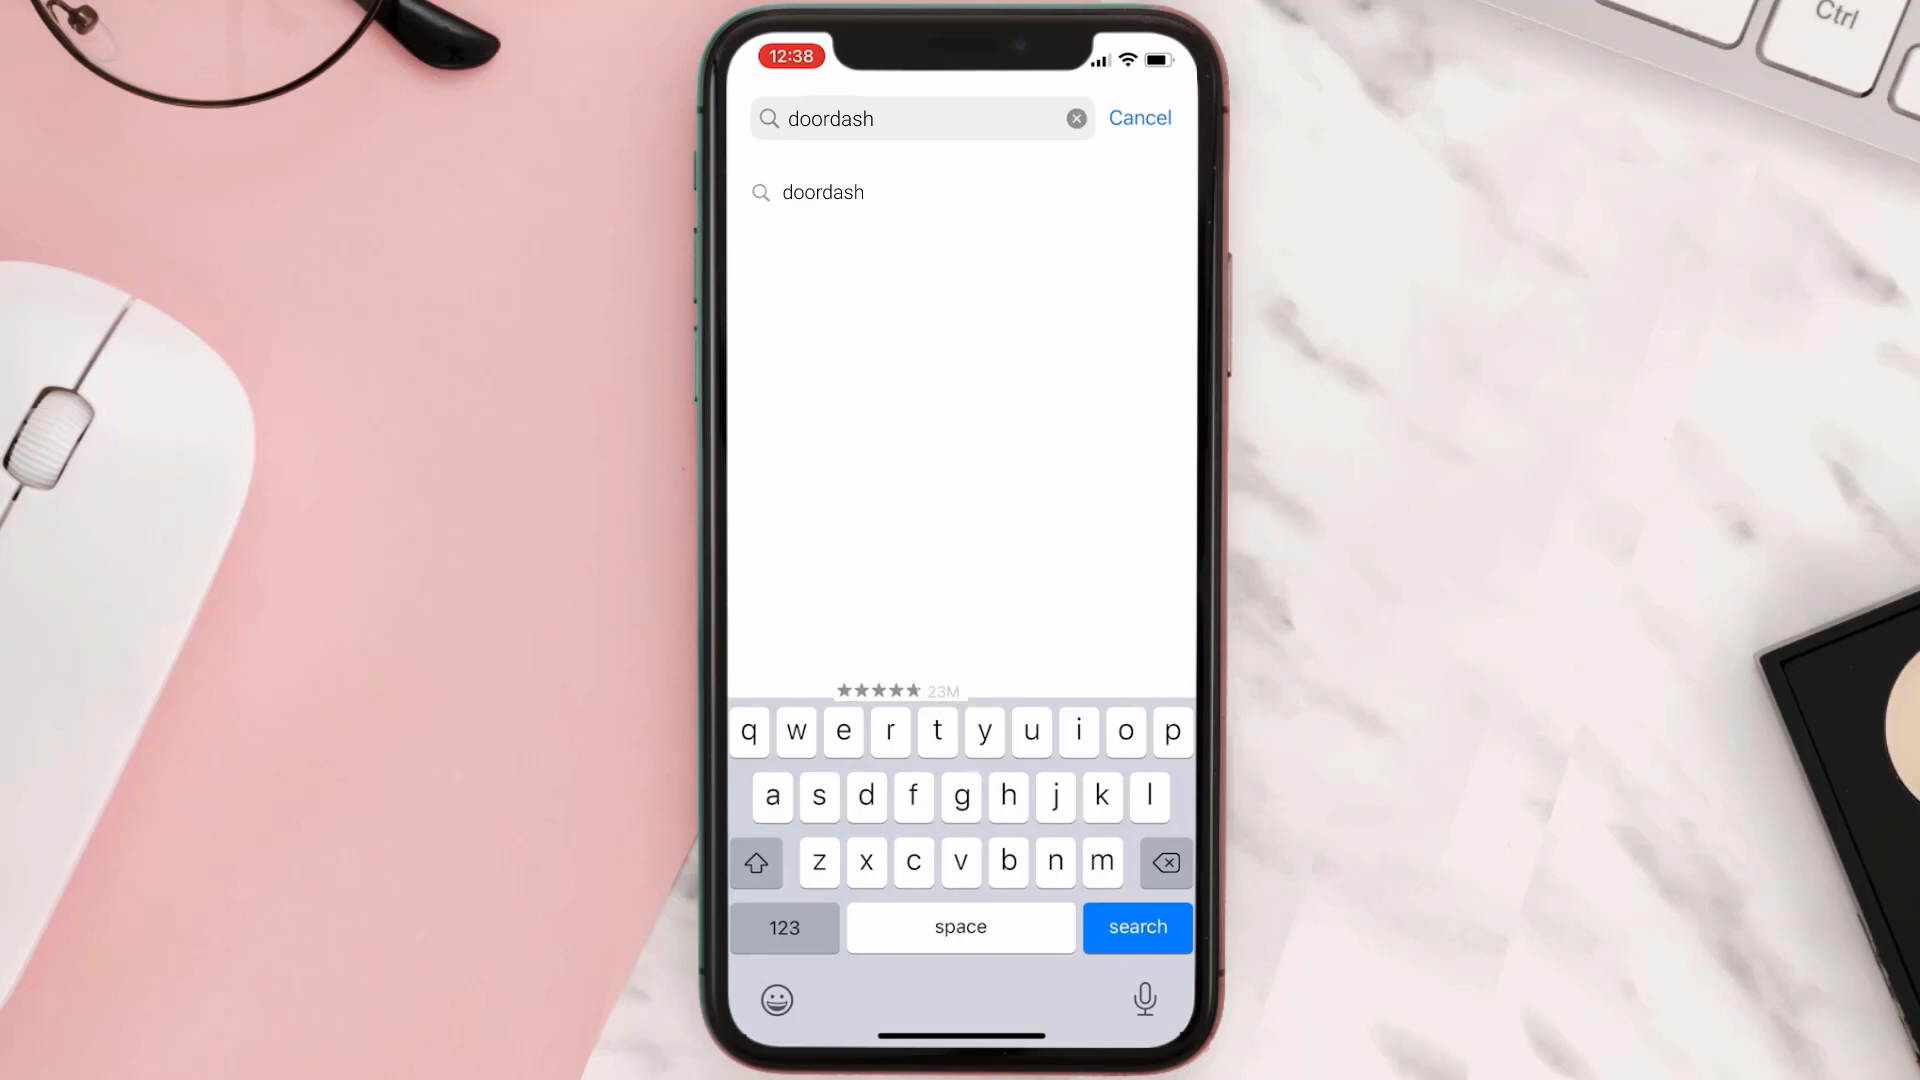 Ctrl
12:38
doordash
Cancel
doordash
23M
q w e r t y u i o p
a s d f g h j k l
z x c v b n m
123 space search